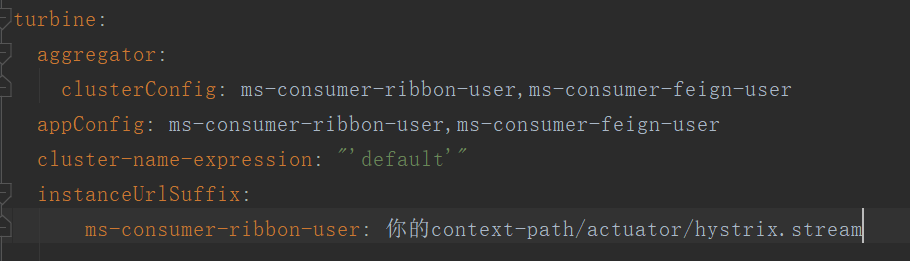 turbine:
  aggregator:
    clusterConfig: ms-consumer-ribbon-user,ms-consumer-feign-user
  appConfig: ms-consumer-ribbon-user,ms-consumer-feign-user
  cluster-name-expression: "'default'"
  instanceUrlSuffix:
      ms-consumer-ribbon-user: 你的context-path/actuator/hystrix.stream